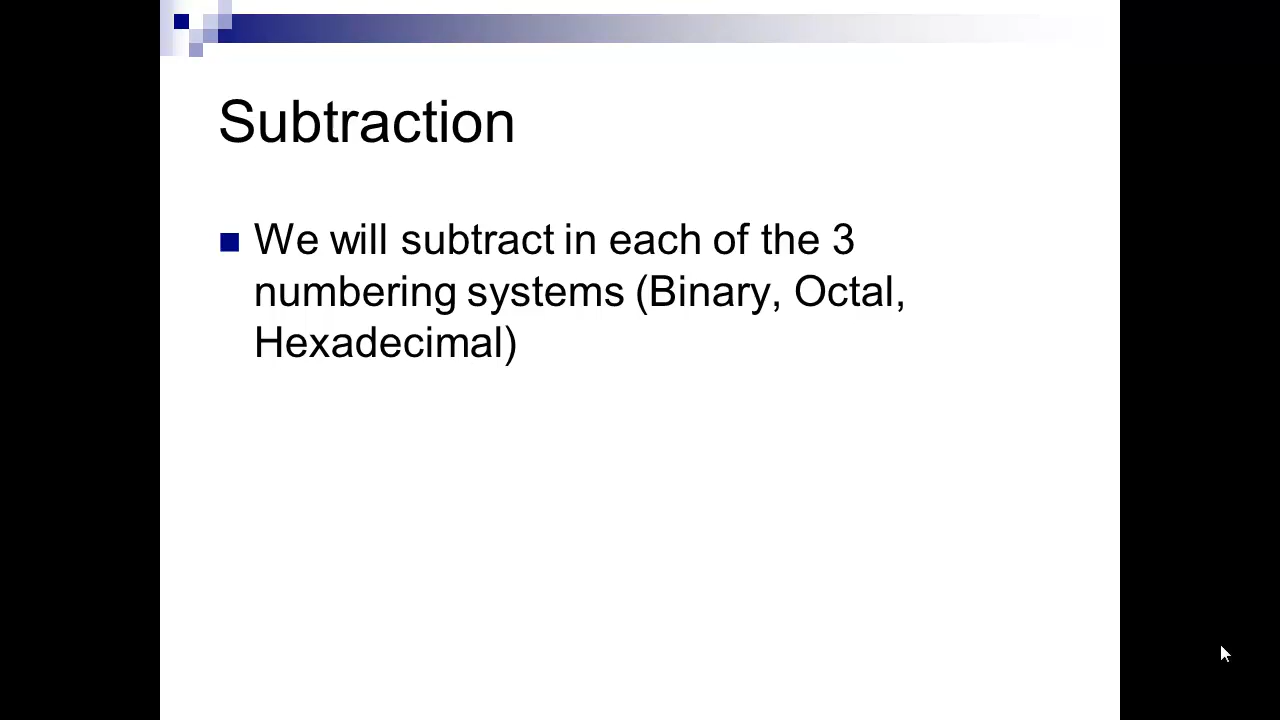 Subtraction
We will subtract in each of the 3
numbering systems (Binary, Octal,
Hexadecimal)